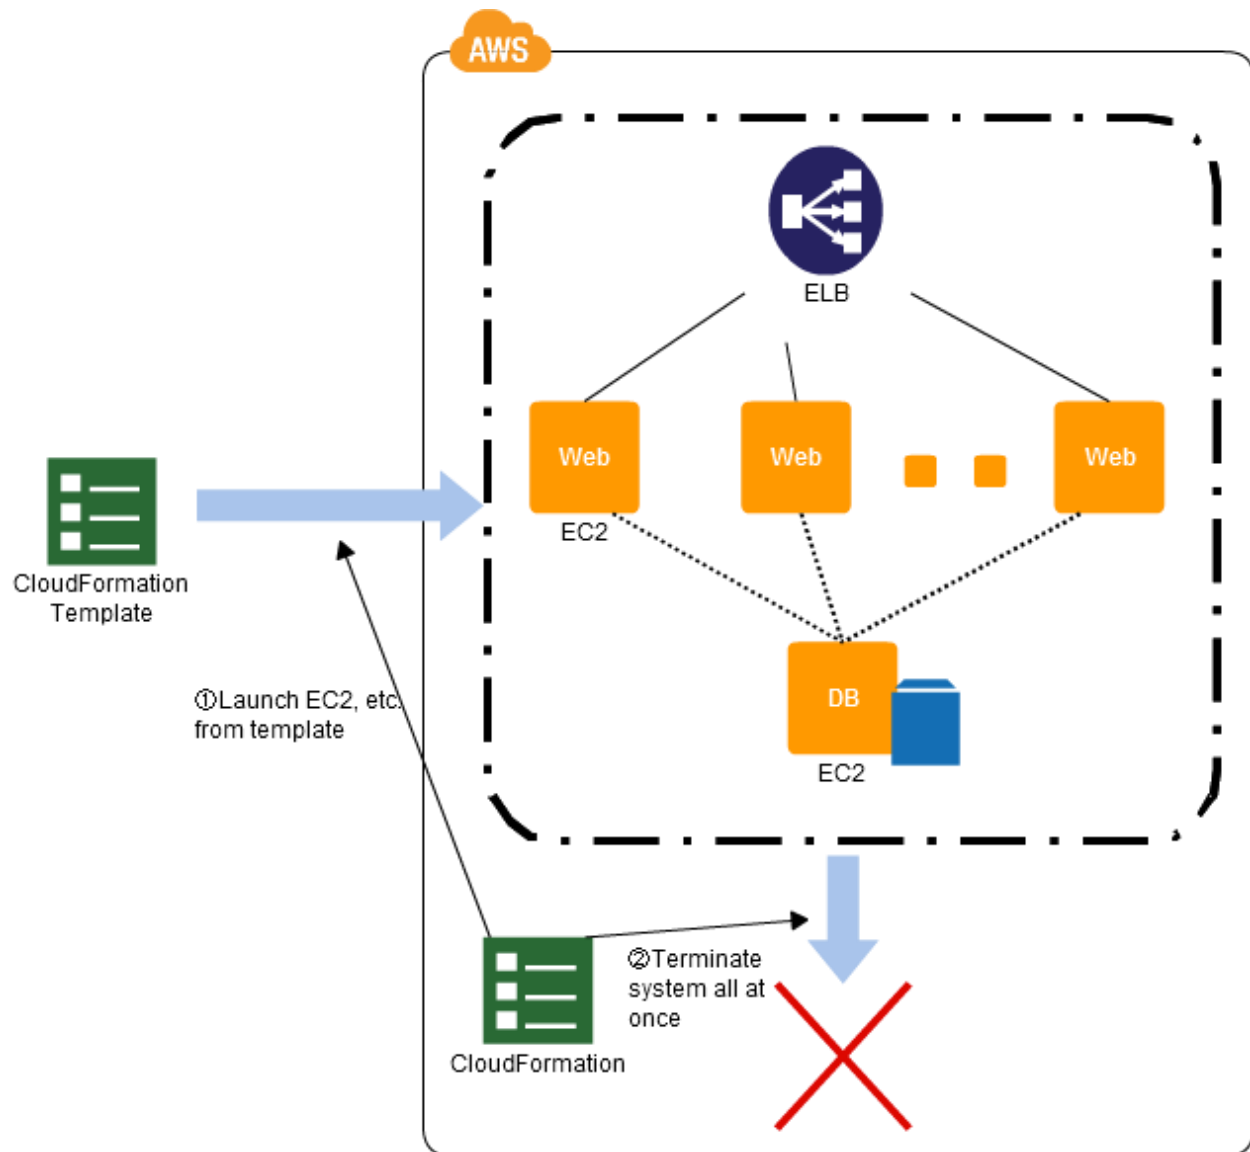 AWS
ELB
Web
Web
Web
EC2
CloudFormation
Template
①Launch EC2, etc.
from template
DB
EC2
②Terminate
system all at
once
CloudFormation